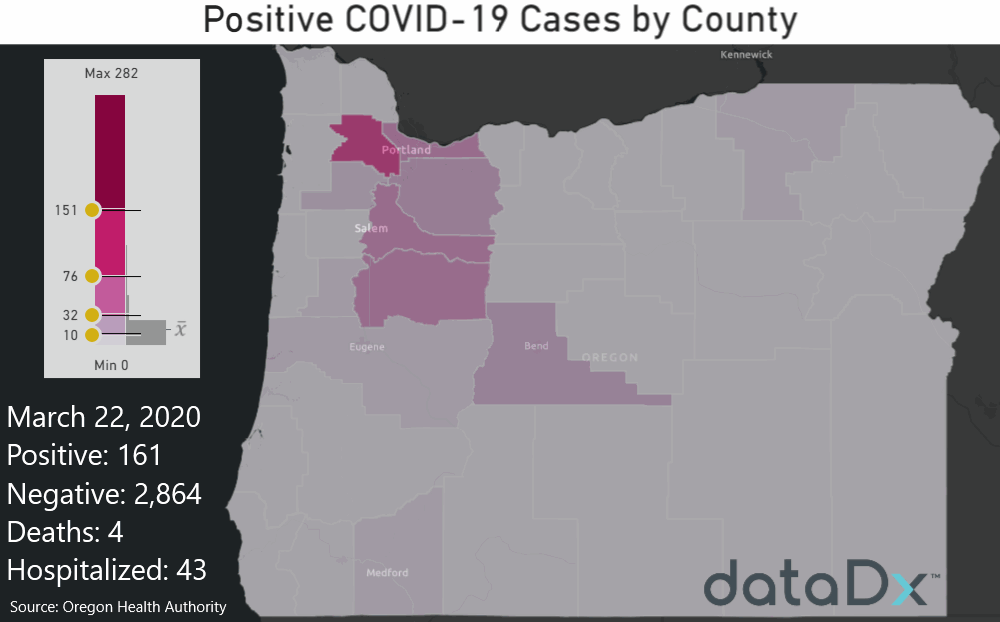 Positive COVID-19 Cases by County
Kennewick
Max 282
151
76
32
10
x̄
Min 0
Portland
Salem
Eugene
Bend
OREGON
Medford
March 22, 2020
Positive: 161
Negative: 2,864
Deaths: 4
Hospitalized: 43
Source: Oregon Health Authority
dataDx™